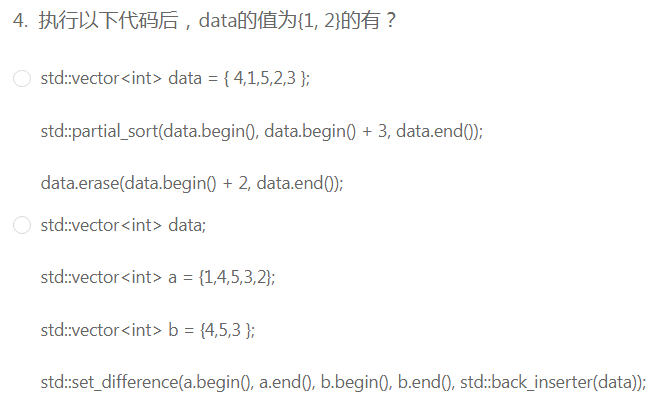 4. 执行以下代码后，data的值为{1, 2}的有？
std::vector<int> data = { 4,1,5,2,3 };
std::partial_sort(data.begin(), data.begin() + 3, data.end());
data.erase(data.begin() + 2, data.end());
std::vector<int> data;
std::vector<int> a = {1,4,5,3,2};
std::vector<int> b = {4,5,3 };
std::set_difference(a.begin(), a.end(), b.begin(), b.end(), std::back_inserter(data));